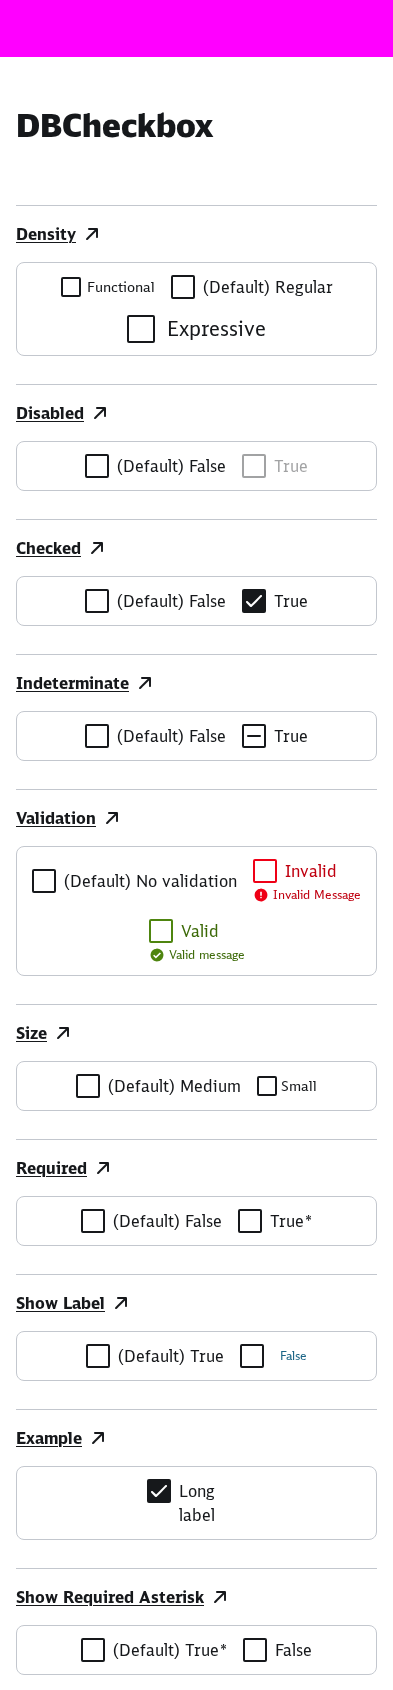 DBCheckbox
Density
Functional (Default) Regular
Expressive
Disabled
(Default) False True
Checked
(Default) False True
Indeterminate
(Default) False True
Validation
(Default) No validation Invalid
Invalid Message
Valid
Valid message
Size
(Default) Medium Small
Required
(Default) False True*
Show Label
(Default) True False
Example
Long
label
Show Required Asterisk
(Default) True* False